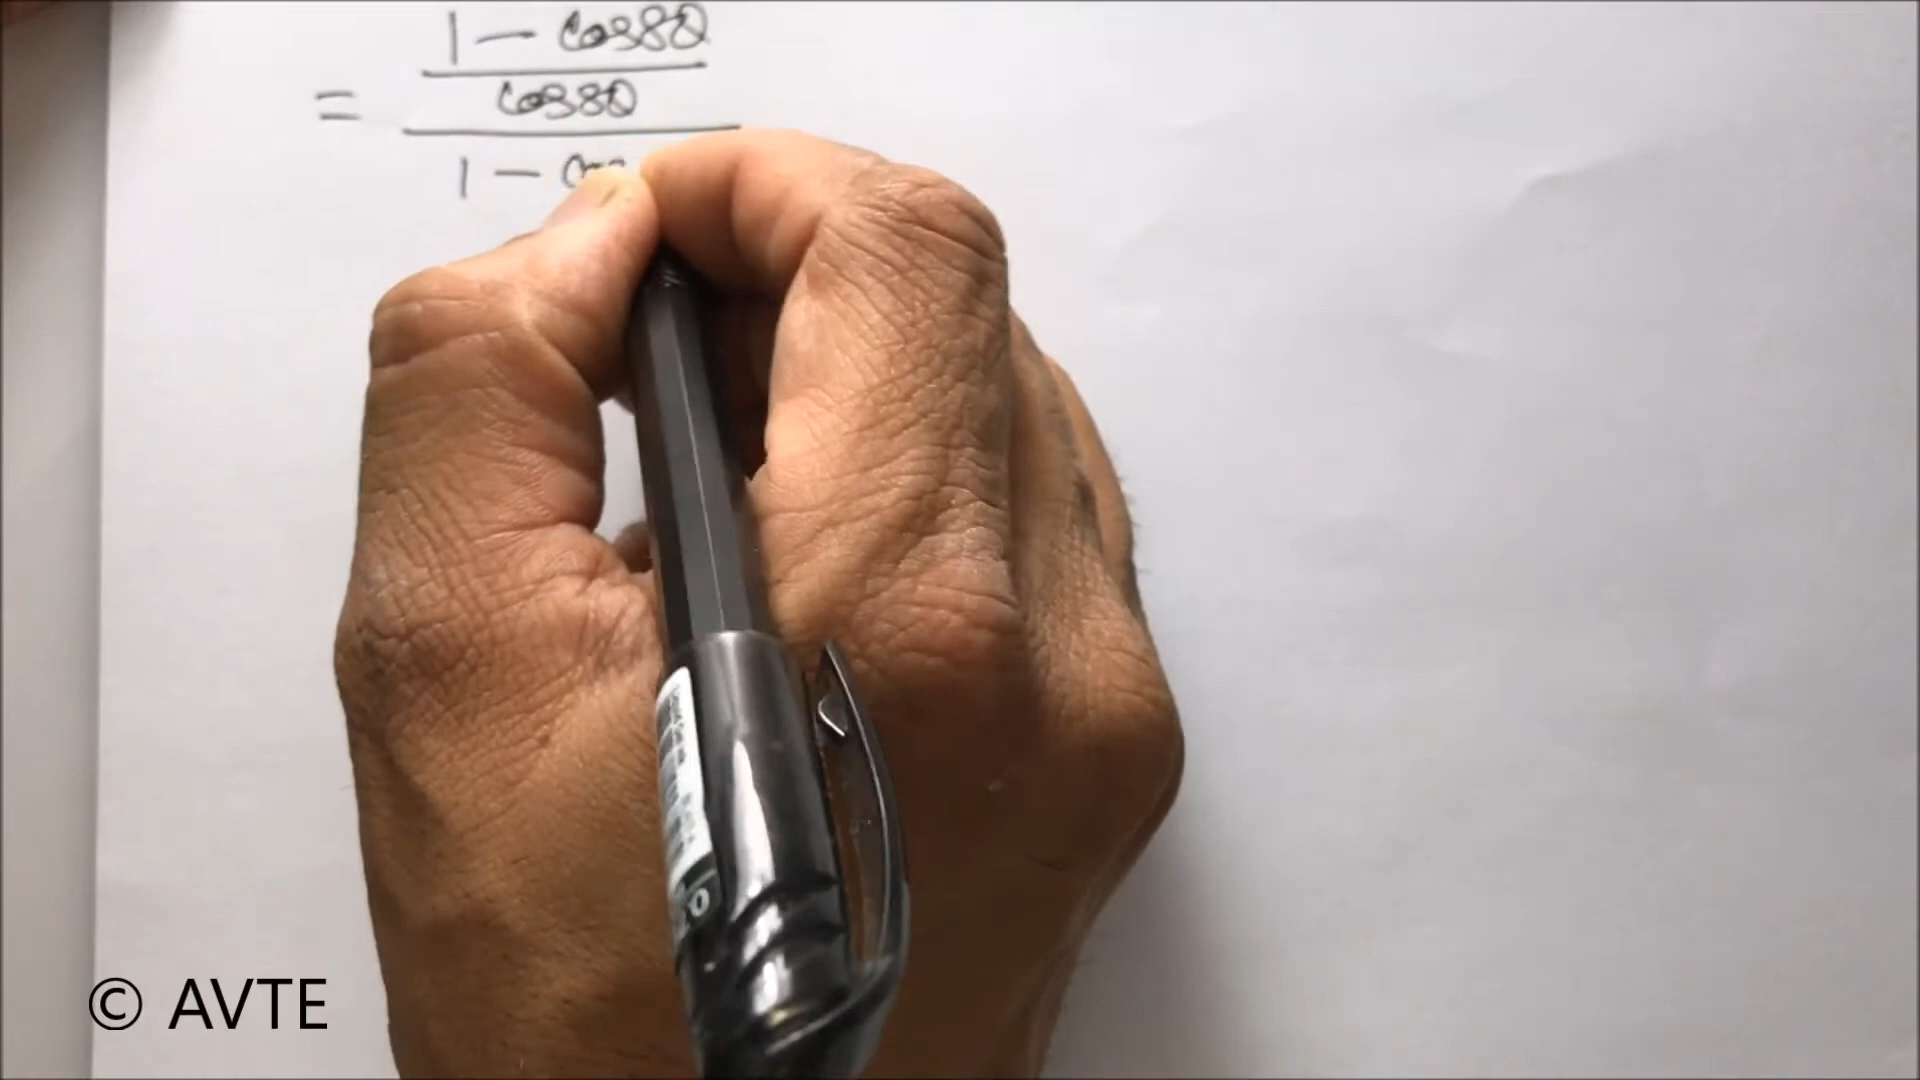 1 - cos8θ
cos8θ
=
1 -
© AVTE